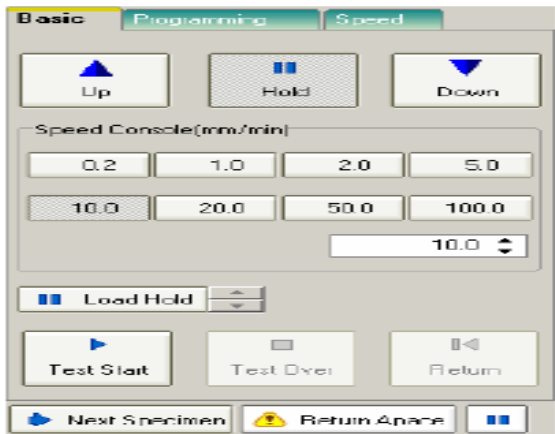 Basic Programming Speed
Up Hold Down
Speed Console(mm/min)
0.2 1.0 2.0 5.0
10.0 20.0 50.0 100.0
10.0
Load Hold
Test Start Test Over Return
Next Specimen Return Apace